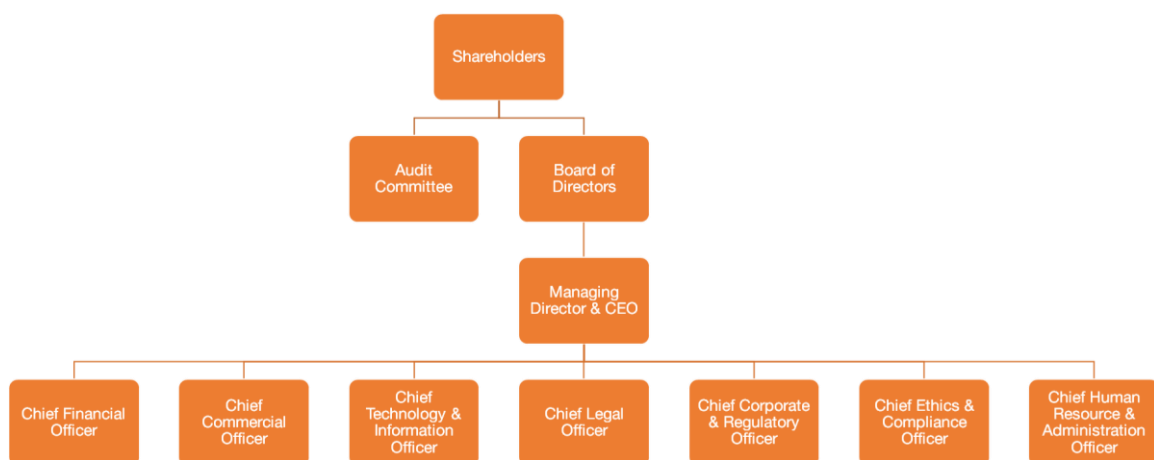 Shareholders
Audit
Committee
Board of
Directors
Managing
Director & CEO
Chief Financial
Officer
Chief
Commercial
Officer
Chief
Technology &
Information
Officer
Chief Legal
Officer
Chief Corporate
& Regulatory
Officer
Chief Ethics &
Compliance
Officer
Chief Human
Resource &
Administration
Officer